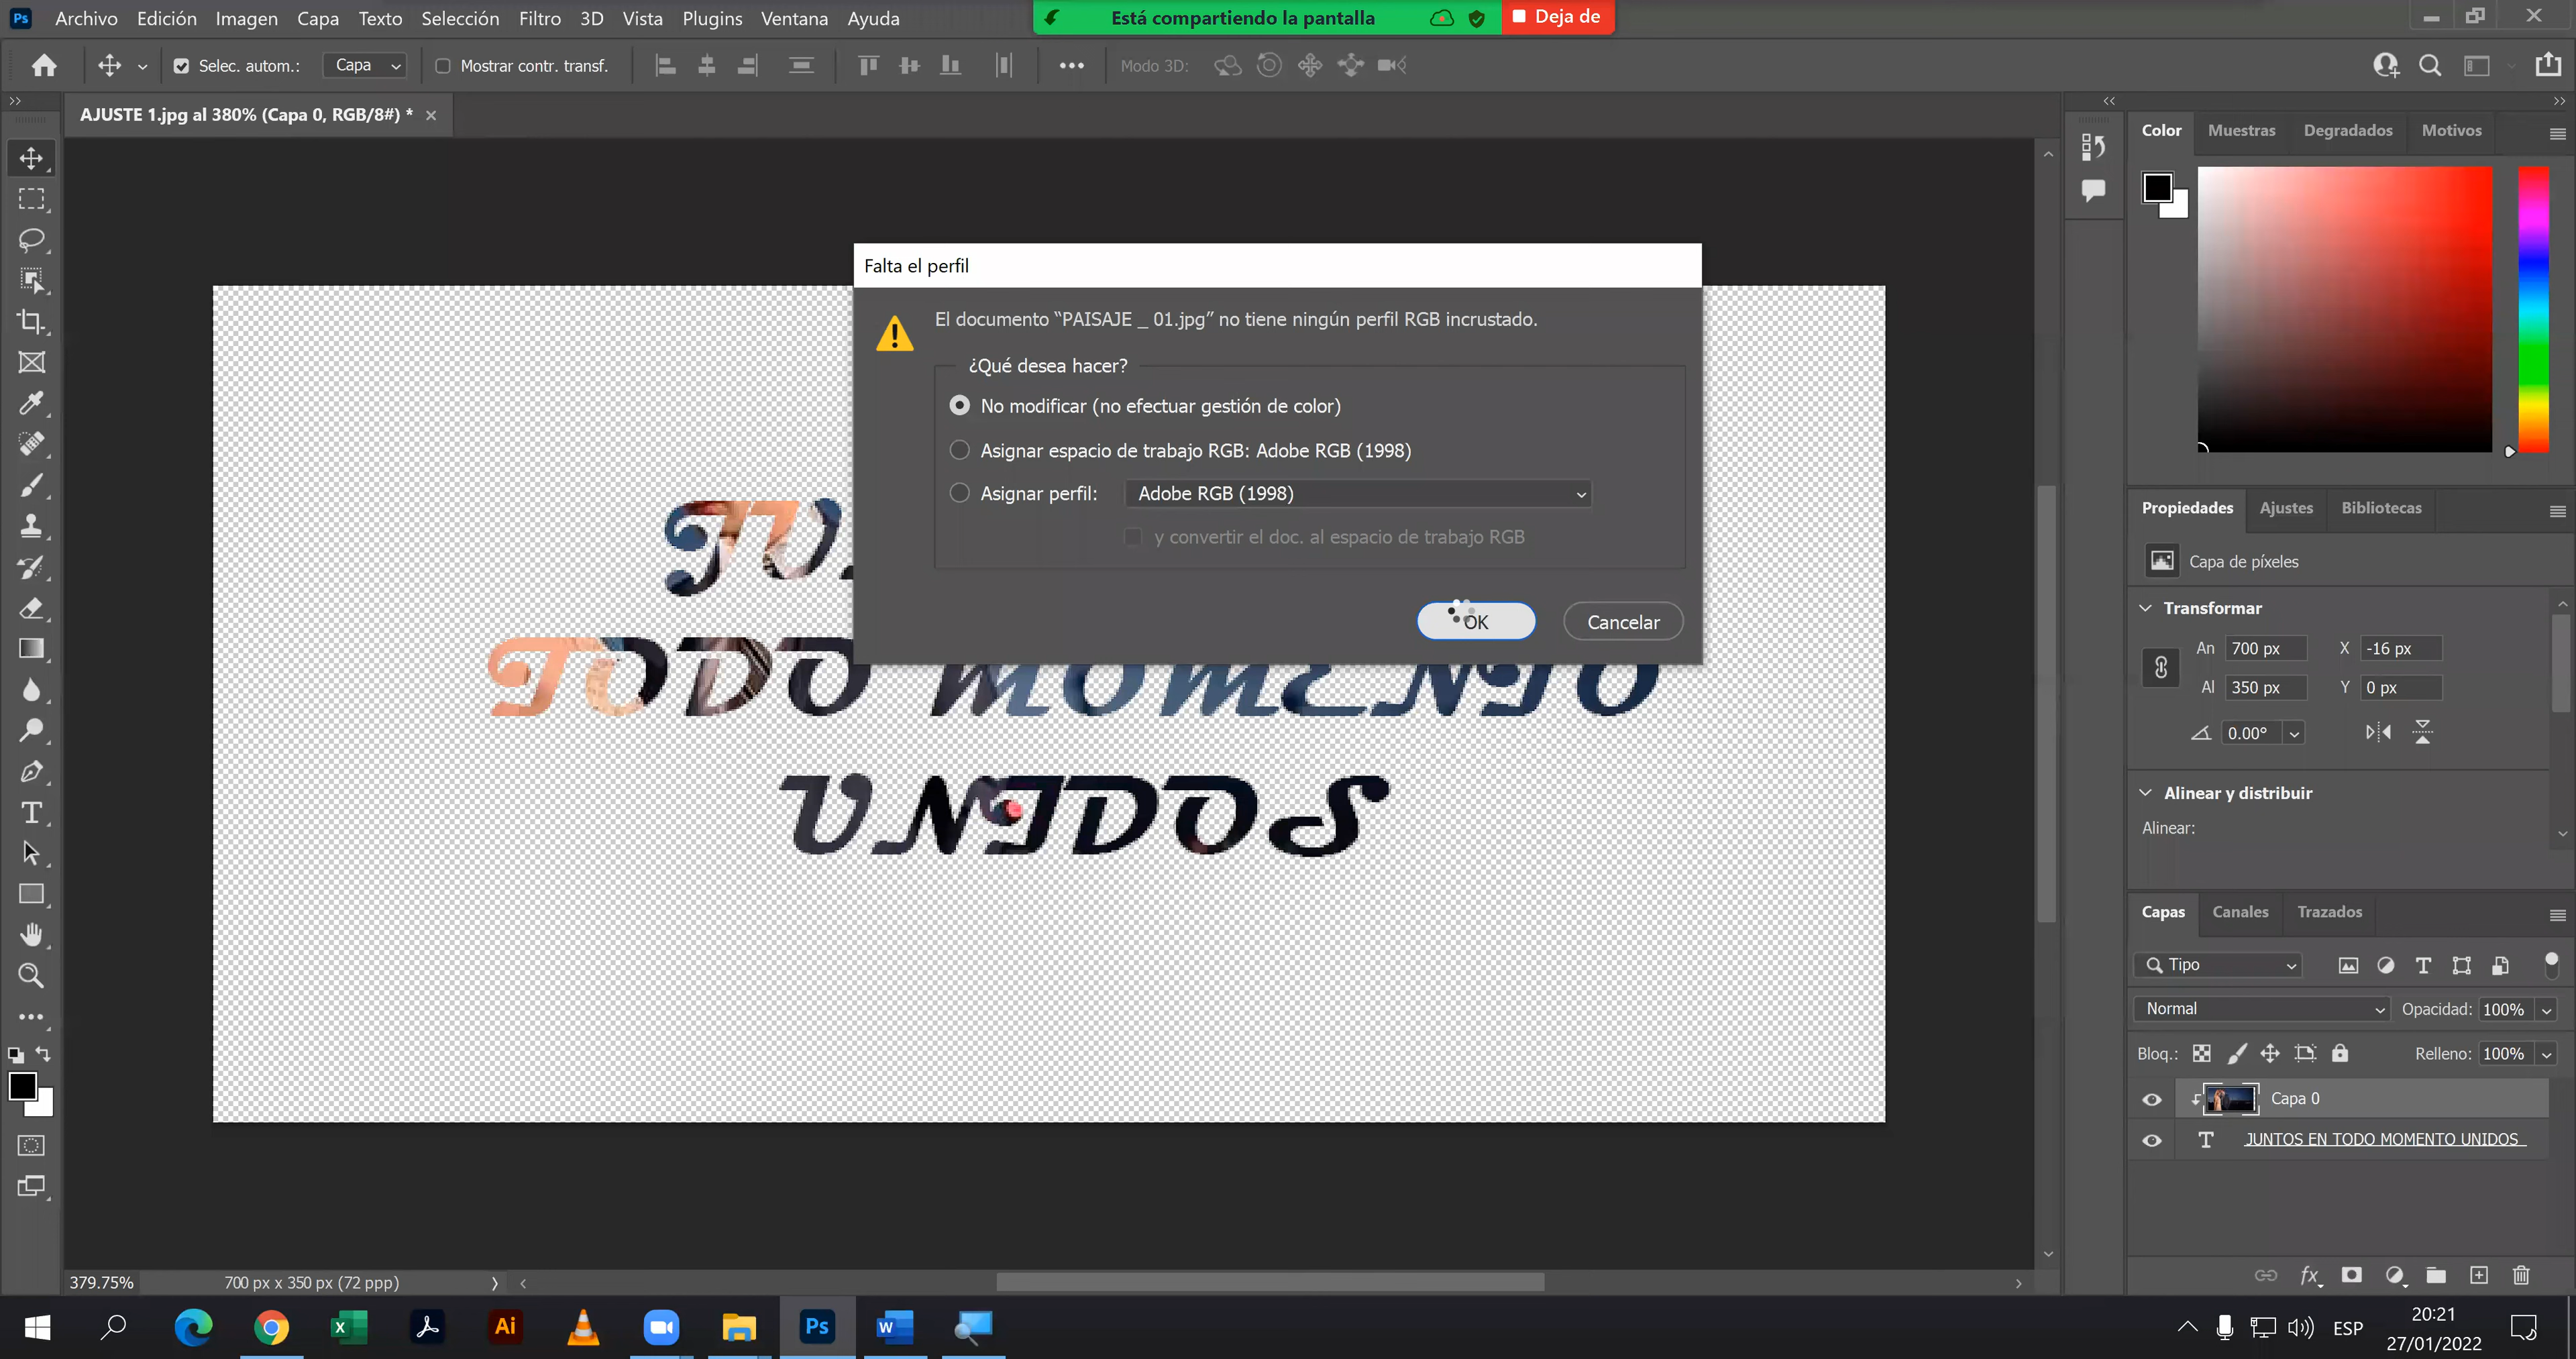 Ps Archivo Edición Imagen Capa Texto Selección Filtro 3D Vista Plugins Ventana Ayuda
Está compartiendo la pantalla Deja de
Selec. autom.: Capa Mostrar contr. transf. Modo 3D:
AJUSTE 1.jpg al 380% (Capa 0, RGB/8#) *
Color Muestras Degradados Motivos
Falta el perfil
El documento “PAISAJE _ 01.jpg” no tiene ningún perfil RGB incrustado.
¿Qué desea hacer?
No modificar (no efectuar gestión de color)
Asignar espacio de trabajo RGB: Adobe RGB (1998)
Asignar perfil: Adobe RGB (1998)
y convertir el doc. al espacio de trabajo RGB
OK Cancelar
TODO MOMENTO
UNIDOS
Propiedades Ajustes Bibliotecas
Capa de píxeles
Transformar
An 700 px X -16 px
Al 350 px Y 0 px
0.00°
Alinear y distribuir
Alinear:
Capas Canales Trazados
Tipo
Normal Opacidad: 100%
Bloq.: Relleno: 100%
Capa 0
T JUNTOS EN TODO MOMENTO UNIDOS
fx
379.75% 700 px x 350 px (72 ppp)
X Ai Ps W
ESP
20:21
27/01/2022